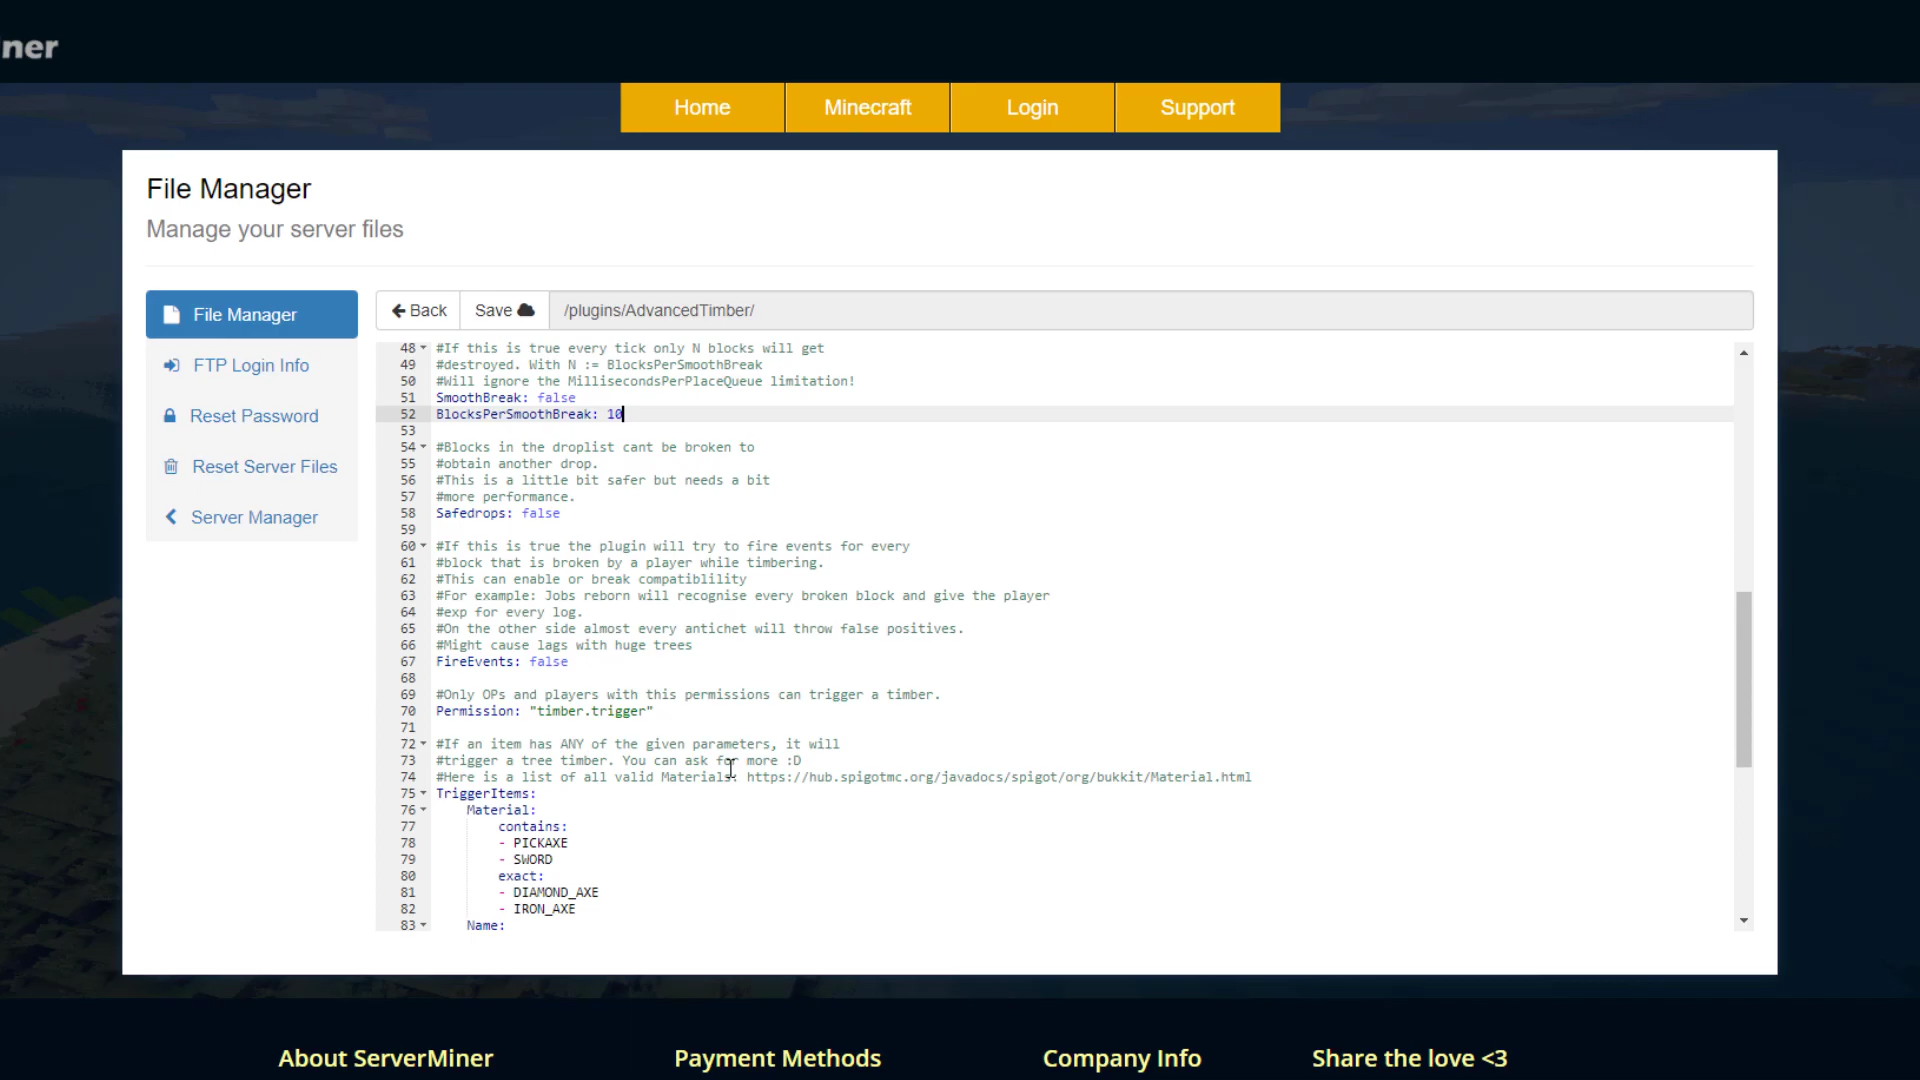 ner
Home
Minecraft
Login
Support
File Manager
Manage your server files
File Manager
FTP Login Info
Reset Password
Reset Server Files
Server Manager
Back
Save
/plugins/AdvancedTimber/
48 #If this is true every tick only N blocks will get
49 #destroyed. With N := BlocksPerSmoothBreak
50 #Will ignore the MillisecondsPerPlaceQueue limitation!
51 SmoothBreak: false
52 BlocksPerSmoothBreak: 10
53
54 #Blocks in the droplist cant be broken to
55 #obtain another drop.
56 #This is a little bit safer but needs a bit
57 #more performance.
58 Safedrops: false
59
60 #If this is true the plugin will try to fire events for every
61 #block that is broken by a player while timbering.
62 #This can enable or break compatiblility
63 #For example: Jobs reborn will recognise every broken block and give the player
64 #exp for every log.
65 #On the other side almost every antichet will throw false positives.
66 #Might cause lags with huge trees
67 FireEvents: false
68
69 #Only OPs and players with this permissions can trigger a timber.
70 Permission: "timber.trigger"
71
72 #If an item has ANY of the given parameters, it will
73 #trigger a tree timber. You can ask for more :D
74 #Here is a list of all valid Materials: https://hub.spigotmc.org/javadocs/spigot/org/bukkit/Material.html
75 TriggerItems:
76 Material:
77 contains:
78 - PICKAXE
79 - SWORD
80 exact:
81 - DIAMOND_AXE
82 - IRON_AXE
83 Name:
About ServerMiner
Payment Methods
Company Info
Share the love <3